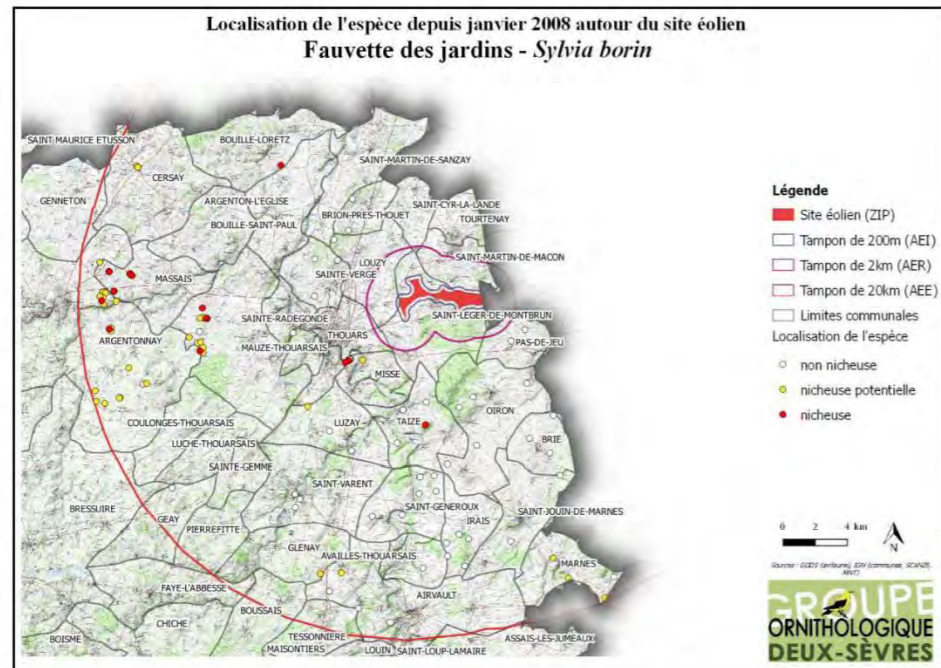 Localisation de l'espèce depuis janvier 2008 autour du site éolien
Fauvette des jardins - Sylvia borin
SAINT MAURICE ETUSSON
BOUILLE-LORETZ
SAINT-MARTIN-DE-SANZAY
CERSAY
GENNETON
ARGENTON-L'EGLISE
SAINT-CYR-LA-LANDE
BRION-PRES-THOUET
TOURTENAY
BOUILLE-SAINT-PAUL
SAINT-MARTIN-DE-MACON
LOUZY
MASSAIS
SAINTE-VERGE
SAINTE-RADEGONDE
SAINT-LEGER-DE-MONTBRUN
THOUARS
ARGENTONNAY
MAUZE-THOUARSAIS
PAS-DE-JEU
MISSE
OIRON
COULONGES-THOUARSAIS
LUZAY
TAIZE
BRIE
LUCHE-THOUARSAIS
SAINTE-GEMME
SAINT-VARENT
BRESSUIRE
SAINT-GENEROUX
SAINT-JOUIN-DE-MARNES
GEAY
IRAIS
PIERREFITTE
GLENAY
AVAILLES-THOUARSAIS
MARNES
FAYE-L'ABBESSE
AIRVAULT
BOUSSAIS
CHICHE
BOISME
TESSONNIERE
ASSAIS-LES-JUMEAUX
MAISONTIERS
LOUIN
SAINT-LOUP-LAMAIRE
Légende
Site éolien (ZIP)
Tampon de 200m (AEI)
Tampon de 2km (AER)
Tampon de 20km (AEE)
Limites communales
Localisation de l'espèce
non nicheuse
nicheuse potentielle
nicheuse
0 2 4 km
N
Sources : GODS (avifaune), IGN (communes, SCAN25, MNT)
GROUPE
ORNITHOLOGIQUE
DEUX-SÈVRES